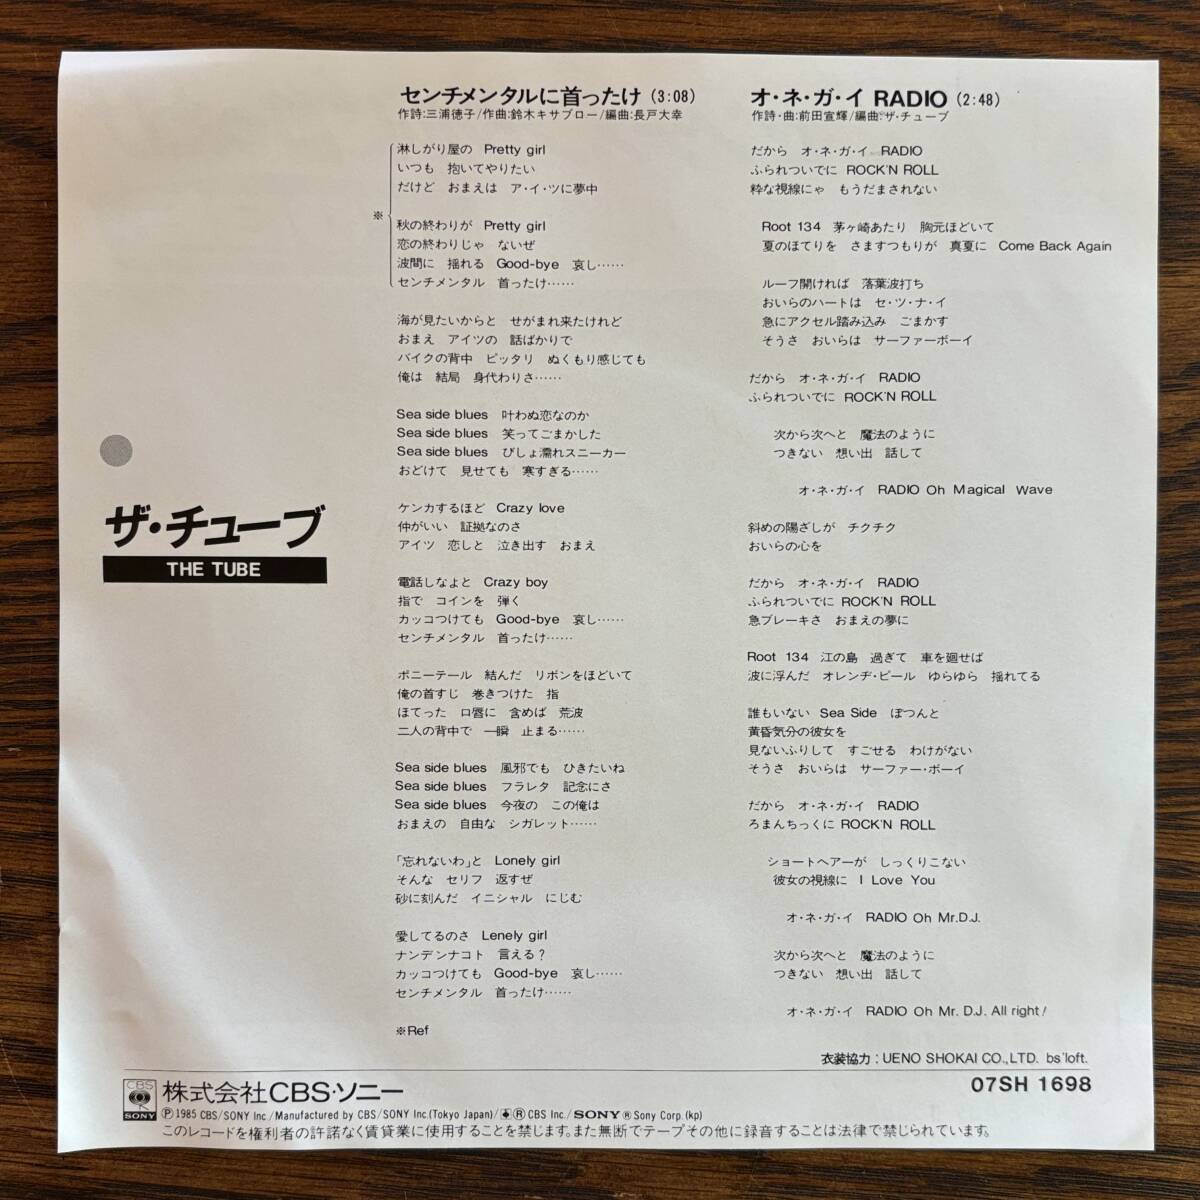 センチメンタルに首ったけ (3:08)
作詩:三浦徳子/作曲:鈴木キサブロー/編曲:長戸大幸
淋しがり屋の Pretty girl
いつも 抱いてやりたい
だけど おまえは ア・イ・ツに夢中
※
秋の終わりが Pretty girl
恋の終わりじゃ ないぜ
波間に 揺れる Good-bye 哀し……
センチメンタル 首ったけ……
海が見たいからと せがまれ来たけれど
おまえ アイツの 話ばかりで
バイクの背中 ピッタリ ぬくもり感じても
俺は 結局 身代わりさ……
Sea side blues 叶わぬ恋なのか
Sea side blues 笑ってごまかした
Sea side blues びしょ濡れスニーカー
おどけて 見せても 寒すぎる……
ケンカするほど Crazy love
仲がいい 証拠なのさ
アイツ 恋しと 泣き出す おまえ
電話しなよと Crazy boy
指で コインを 弾く
カッコつけても Good-bye 哀し……
センチメンタル 首ったけ……
ポニーテール 結んだ リボンをほどいて
俺の首すじ 巻きつけた 指
ほてった 口唇に 含めば 荒波
二人の背中で 一瞬 止まる……
Sea side blues 風邪でも ひきたいね
Sea side blues フラレタ 記念にさ
Sea side blues 今夜の この俺は
おまえの 自由な シガレット……
「忘れないわ」と Lonely girl
そんな セリフ 返すぜ
砂に刻んだ イニシャル にじむ
愛してるのさ Lenely girl
ナンデンナコト 言える?
カッコつけても Good-bye 哀し……
センチメンタル 首ったけ……
※Ref
オ・ネ・ガ・イ RADIO (2:48)
作詩・曲:前田宣輝/編曲:ザ・チューブ
だから オ・ネ・ガ・イ RADIO
ふられついでに ROCK'N ROLL
粋な視線にゃ もうだまされない
Root 134 茅ヶ崎あたり 胸元ほどいて
夏のほてりを さますつもりが 真夏に Come Back Again
ルーフ開ければ 落葉波打ち
おいらのハートは セ・ツ・ナ・イ
急にアクセル踏み込み ごまかす
そうさ おいらは サーファーボーイ
だから オ・ネ・ガ・イ RADIO
ふられついでに ROCK'N ROLL
次から次へと 魔法のように
つきない 想い出 話して
オ・ネ・ガ・イ RADIO Oh Magical Wave
斜めの陽ざしが チクチク
おいらの心を
だから オ・ネ・ガ・イ RADIO
ふられついでに ROCK'N ROLL
急ブレーキさ おまえの夢に
Root 134 江の島 過ぎて 車を廻せば
波に浮んだ オレンヂ・ピール ゆらゆら 揺れてる
誰もいない Sea Side ぽつんと
黄昏気分の彼女を
見ないふりして すごせる わけがない
そうさ おいらは サーファー・ボーイ
だから オ・ネ・ガ・イ RADIO
ろまんちっくに ROCK'N ROLL
ショートヘアーが しっくりこない
彼女の視線に I Love You
オ・ネ・ガ・イ RADIO Oh Mr.D.J.
次から次へと 魔法のように
つきない 想い出 話して
オ・ネ・ガ・イ RADIO Oh Mr. D.J. All right!
ザ・チューブ
THE TUBE
衣装協力:UENO SHOKAI CO.,LTD. bs'loft.
07SH 1698
CBS
SONY
株式会社CBS・ソニー
Ⓟ1985 CBS/SONY Inc./Manufactured by CBS/SONY Inc.(Tokyo Japan)/Ⓡ CBS Inc./SONY Ⓡ Sony Corp.(kp)
このレコードを権利者の許諾なく賃貸業に使用することを禁じます。また無断でテープその他に録音することは法律で禁じられています。